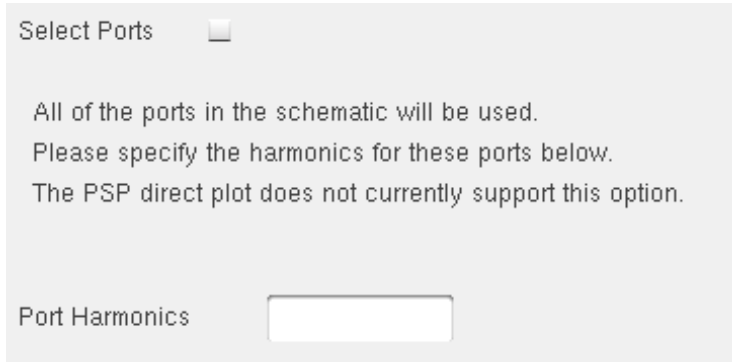 Select Ports
All of the ports in the schematic will be used.
Please specify the harmonics for these ports below.
The PSP direct plot does not currently support this option.
Port Harmonics